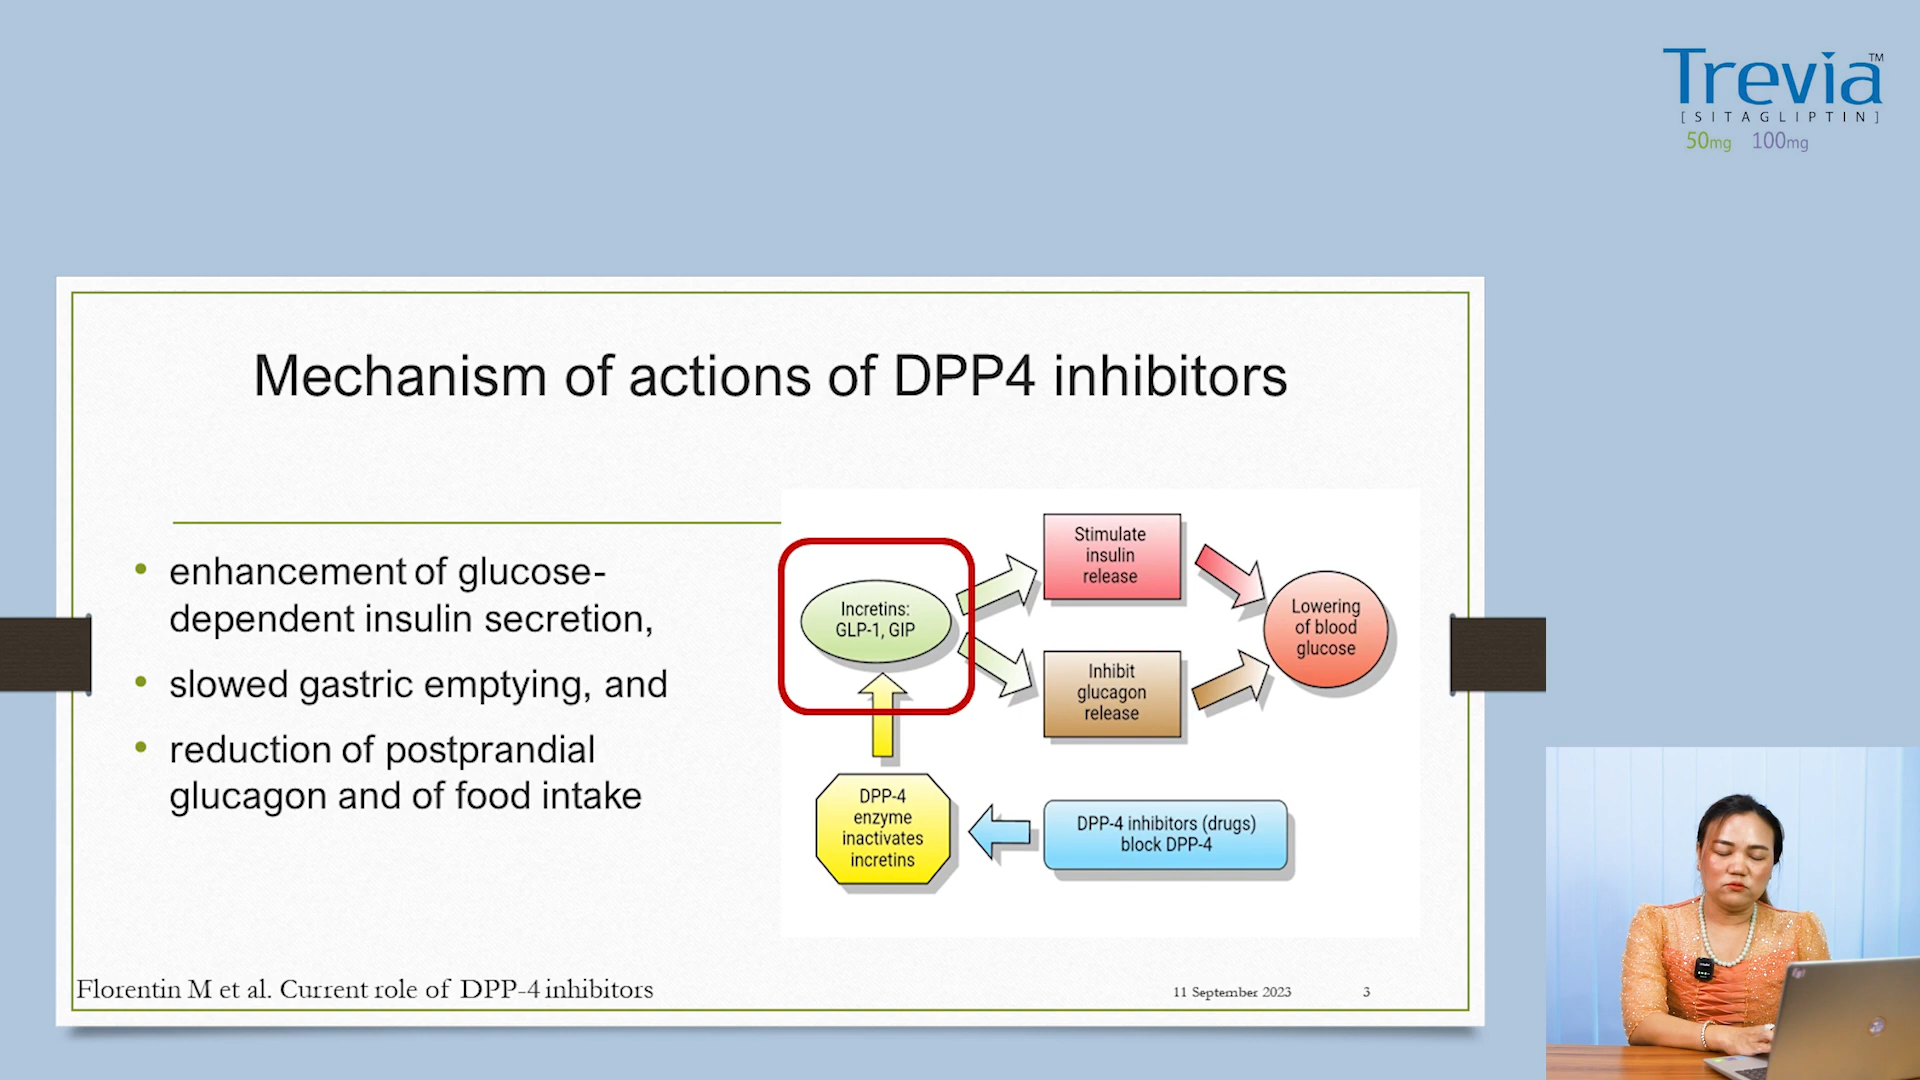 Trevia™
[SITAGLIPTIN]
50mg 100mg
Mechanism of actions of DPP4 inhibitors
• enhancement of glucose-
dependent insulin secretion,
• slowed gastric emptying, and
• reduction of postprandial
glucagon and of food intake
Incretins:
GLP-1, GIP
Stimulate
insulin
release
Inhibit
glucagon
release
Lowering
of blood
glucose
DPP-4
enzyme
inactivates
incretins
DPP-4 inhibitors (drugs)
block DPP-4
Florentin M et al. Current role of DPP-4 inhibitors
11 September 2023
3